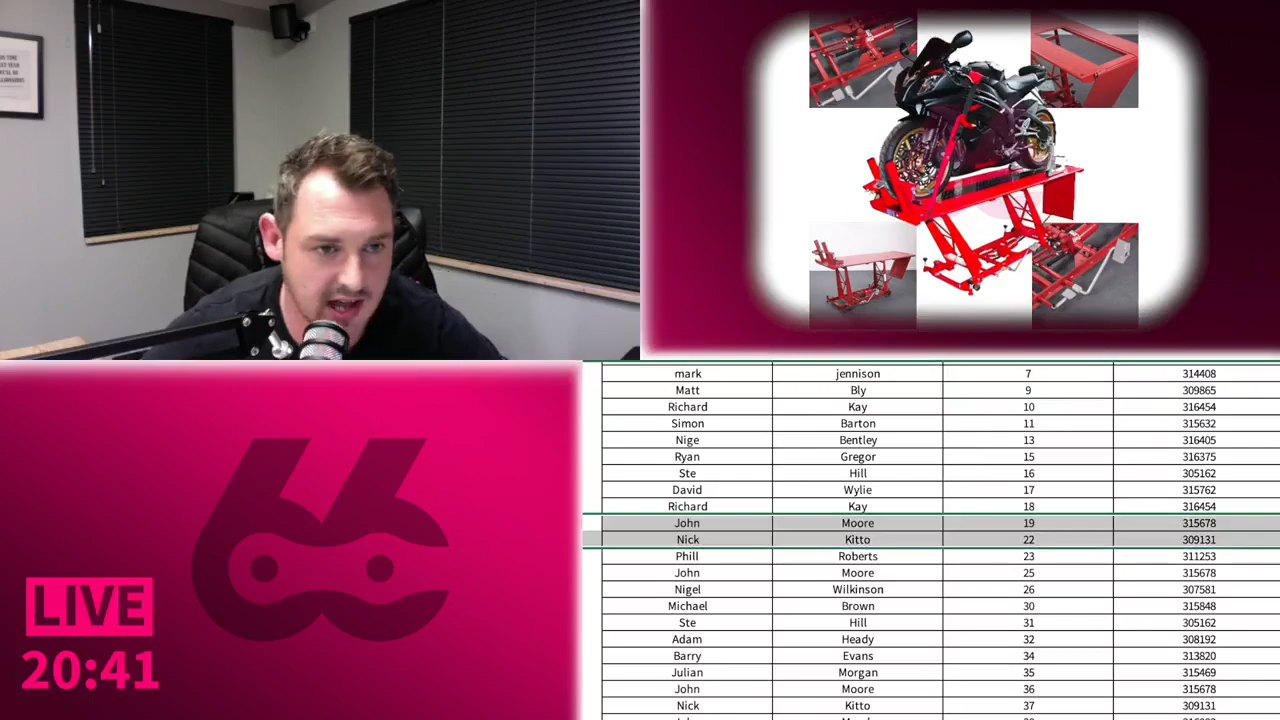 mark jennison 7 314408
Matt Bly 9 309865
Richard Kay 10 316454
Simon Barton 11 315632
Nige Bentley 13 316405
Ryan Gregor 15 316375
Ste Hill 16 305162
David Wylie 17 315762
Richard Kay 18 316454
John Moore 19 315678
Nick Kitto 22 309131
Phill Roberts 23 311253
John Moore 25 315678
Nigel Wilkinson 26 307581
Michael Brown 30 315848
Ste Hill 31 305162
Adam Heady 32 308192
Barry Evans 34 313820
Julian Morgan 35 315469
John Moore 36 315678
Nick Kitto 37 309131
LIVE
20:41